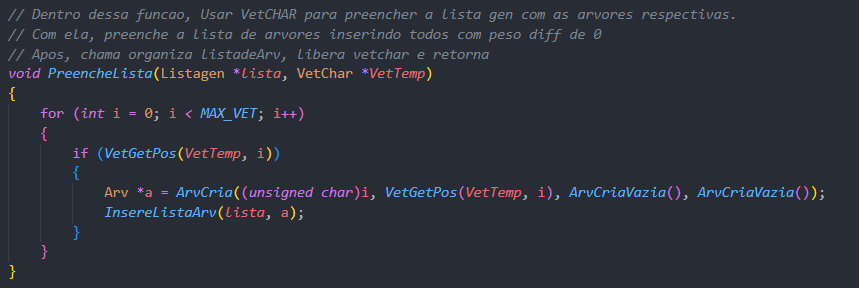 // Dentro dessa funcao, Usar VetCHAR para preencher a lista gen com as arvores respectivas.
// Com ela, preenche a lista de arvores inserindo todos com peso diff de 0
// Apos, chama organiza listadeArv, libera vetchar e retorna
void PreencheLista(Listagen *lista, VetChar *VetTemp)
{
    for (int i = 0; i < MAX_VET; i++)
    {
        if (VetGetPos(VetTemp, i))
        {
            Arv *a = ArvCria((unsigned char)i, VetGetPos(VetTemp, i), ArvCriaVazia(), ArvCriaVazia());
            InsereListaArv(lista, a);
        }
    }
}